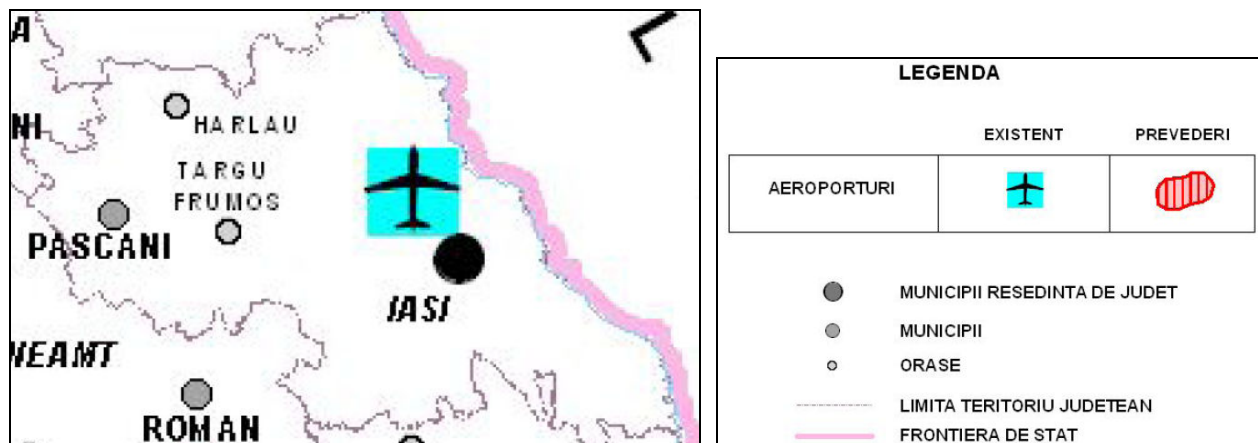 A
NI
HARLAU
TARGU
FRUMOS
PASCANI
IASI
NEAMT
ROMAN
LEGENDA
EXISTENT PREVEDERI
AEROPORTURI
MUNICIPII RESEDINTA DE JUDET
MUNICIPII
ORASE
LIMITA TERITORIU JUDETEAN
FRONTIERA DE STAT